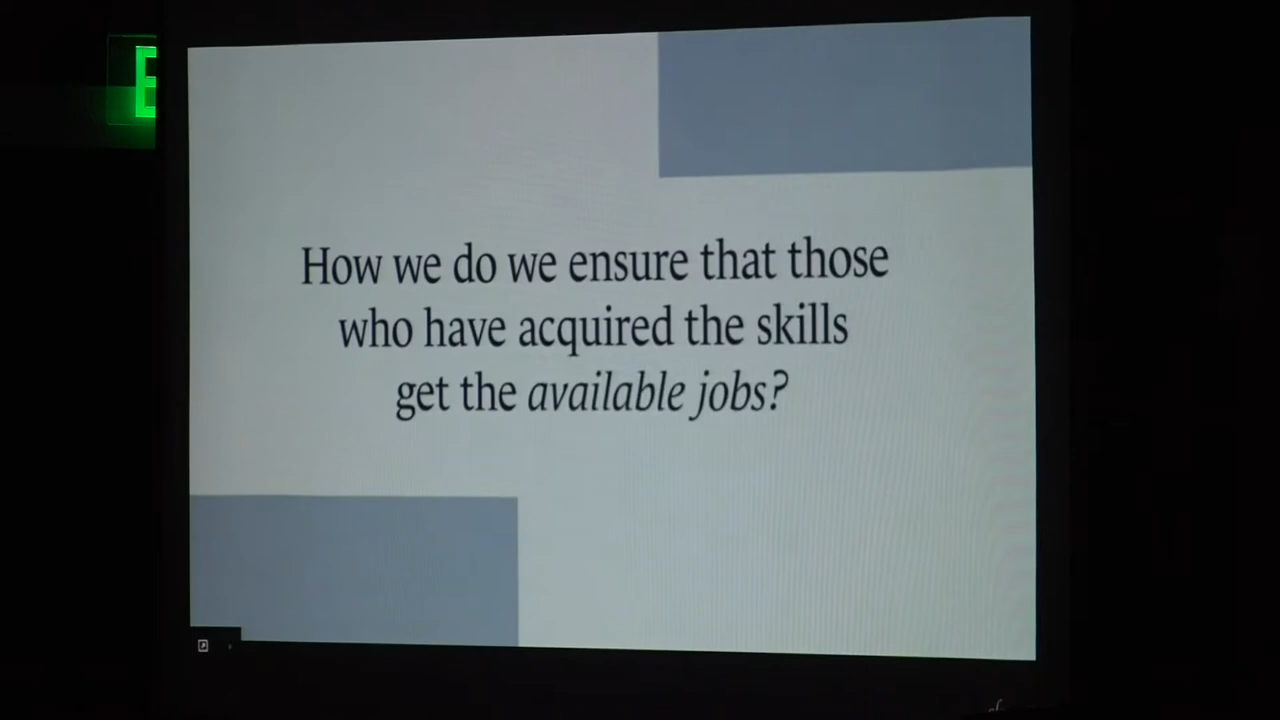 E
How we do we ensure that those
who have acquired the skills
get the available jobs?